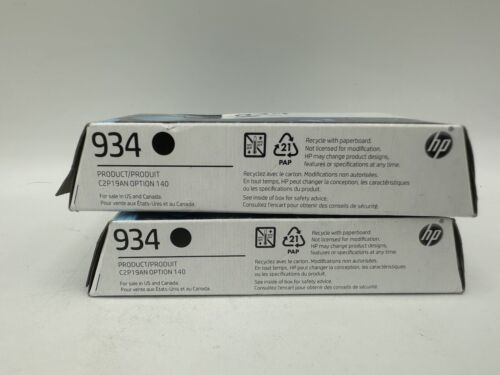 934
PRODUCT/PRODUIT
C2P19AN OPTION 140
For sale in US and Canada.
Pour vente aux États-Unis et au Canada.
21
PAP
Recycle with paperboard.
Not licensed for modification.
HP may change product designs,
features or specifications at any time.
Recyclez avec le carton. Modifications non autorisées.
En tout temps, HP peut changer la conception, les caractéristiques
ou les spécifications des produits.
See inside of box for safety advice.
Consultez l'carton pour obtenir des conseils de sécurité.
hp
934
PRODUCT/PRODUIT
C2P19AN OPTION 140
For sale in US and Canada.
Pour vente aux États-Unis et au Canada.
21
PAP
Recycle with paperboard.
Not licensed for modification.
HP may change product designs,
features or specifications at any time.
Recyclez avec le carton. Modifications non autorisées.
En tout temps, HP peut changer la conception, les caractéristiques
ou les spécifications des produits.
See inside of box for safety advice.
Consultez l'carton pour obtenir des conseils de sécurité.
hp